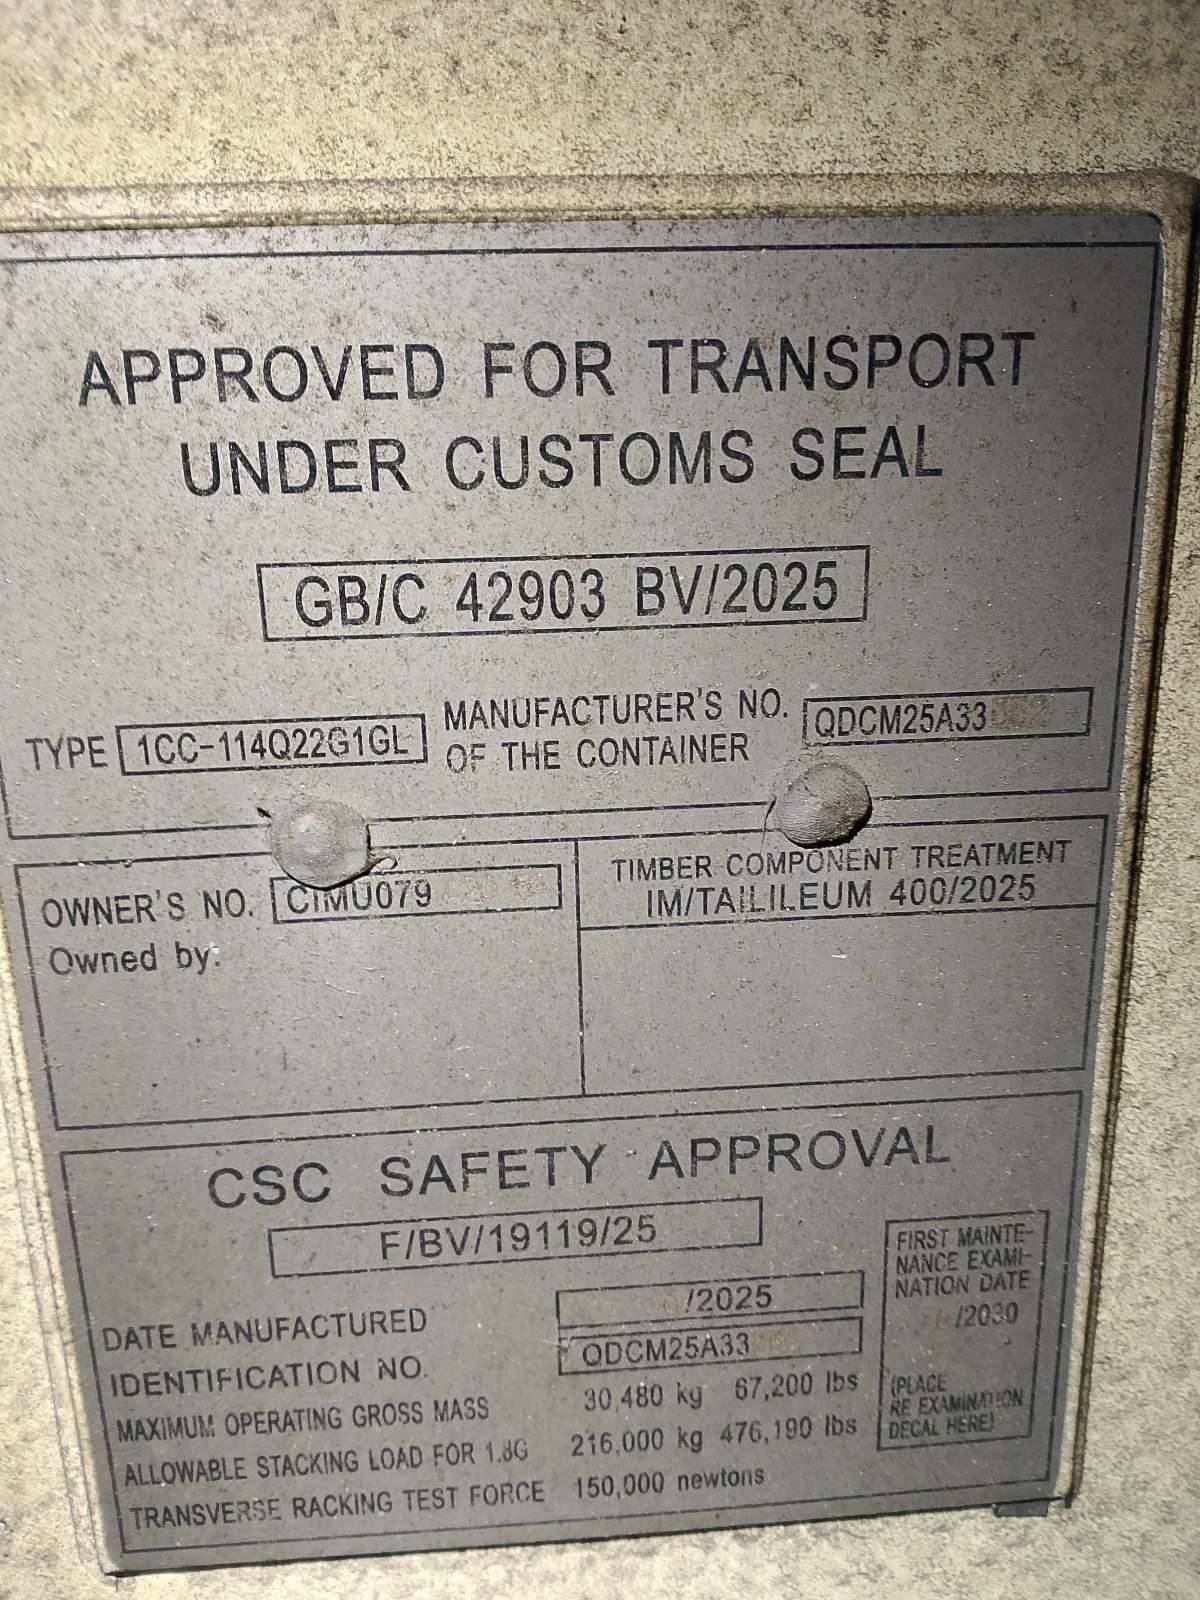 APPROVED FOR TRANSPORT
UNDER CUSTOMS SEAL
GB/C 42903 BV/2025
TYPE 1CC-114Q22G1GL
MANUFACTURER'S NO.
OF THE CONTAINER
QDCM25A33
OWNER'S NO. CIMU079
Owned by:
TIMBER COMPONENT TREATMENT
IM/TAILILEUM 400/2025
CSC SAFETY APPROVAL
F/BV/19119/25
DATE MANUFACTURED /2025
IDENTIFICATION NO. QDCM25A33
MAXIMUM OPERATING GROSS MASS 30,480 kg 67,200 lbs
ALLOWABLE STACKING LOAD FOR 1.8G 216,000 kg 476,190 lbs
TRANSVERSE RACKING TEST FORCE 150,000 newtons
FIRST MAINTE-
NANCE EXAMI-
NATION DATE
/2030
(PLACE
RE EXAMINATION
DECAL HERE)